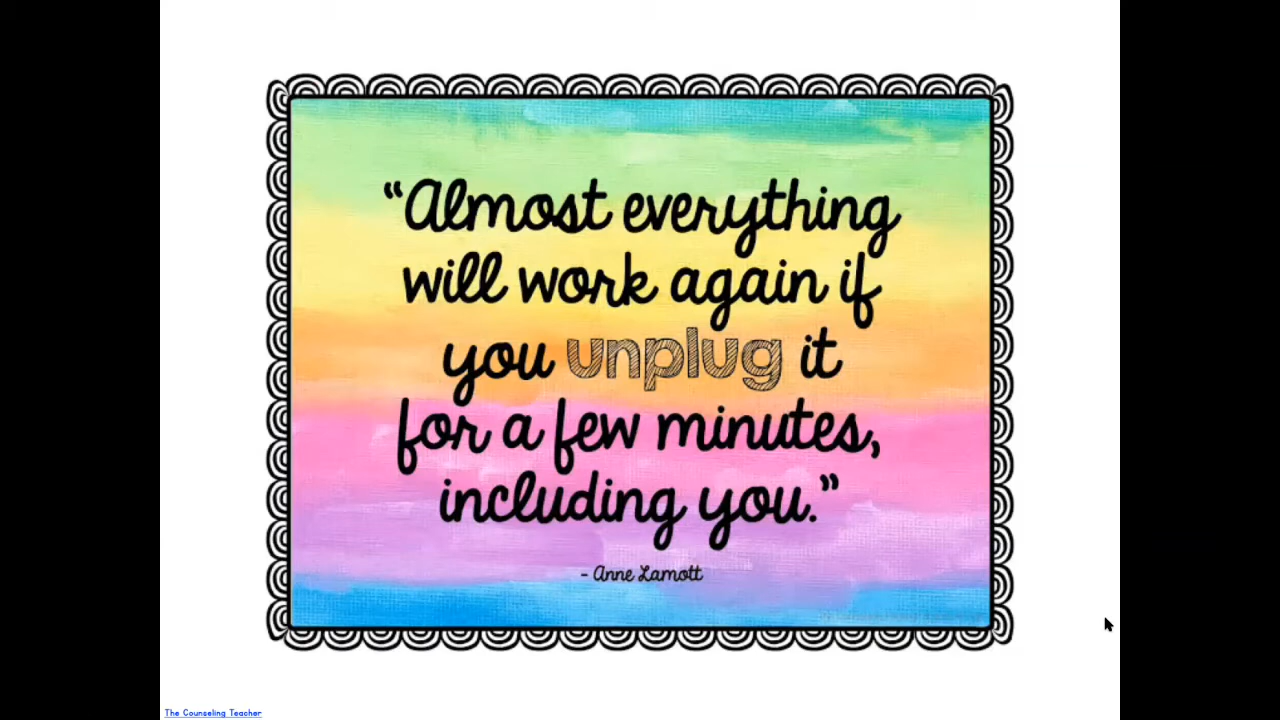 “Almost everything
will work again if
you unplug it
for a few minutes,
including you.”
- Anne Lamott
The Counseling Teacher